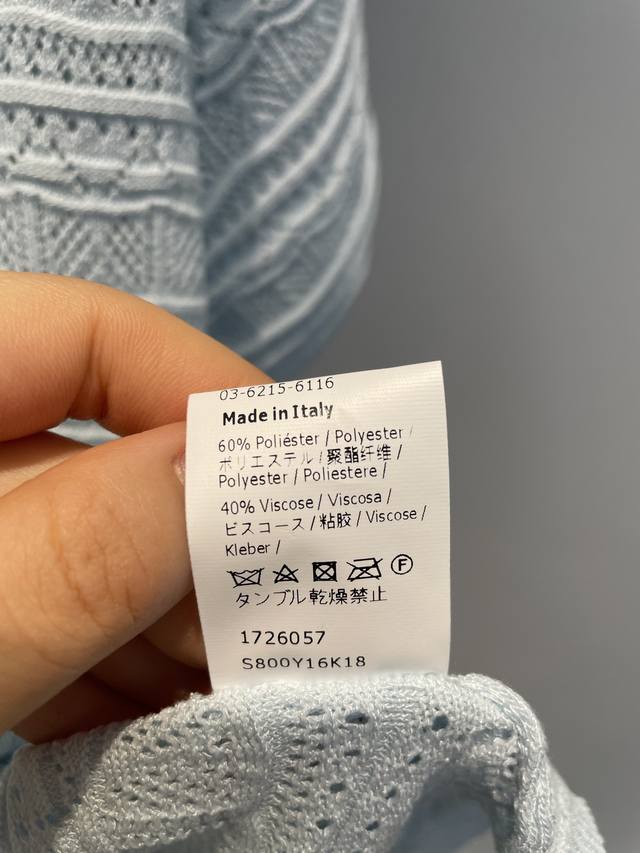 03-6215-6116
Made in Italy
60% Poliéster / Polyester /
ポリエステル / 聚酯纤维 /
Polyester / Poliestere /
40% Viscose / Viscosa /
ビスコース / 粘胶 / Viscose /
Kleber /
F
タンブル乾燥禁止
1726057
S800Y16K18